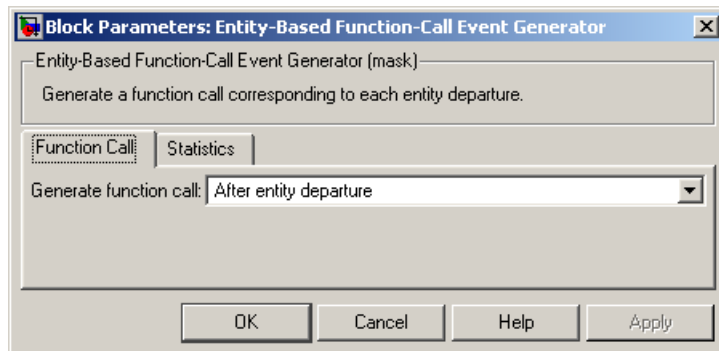 Block Parameters: Entity-Based Function-Call Event Generator
Entity-Based Function-Call Event Generator (mask)
Generate a function call corresponding to each entity departure.
Function Call Statistics
Generate function call: After entity departure
OK Cancel Help Apply